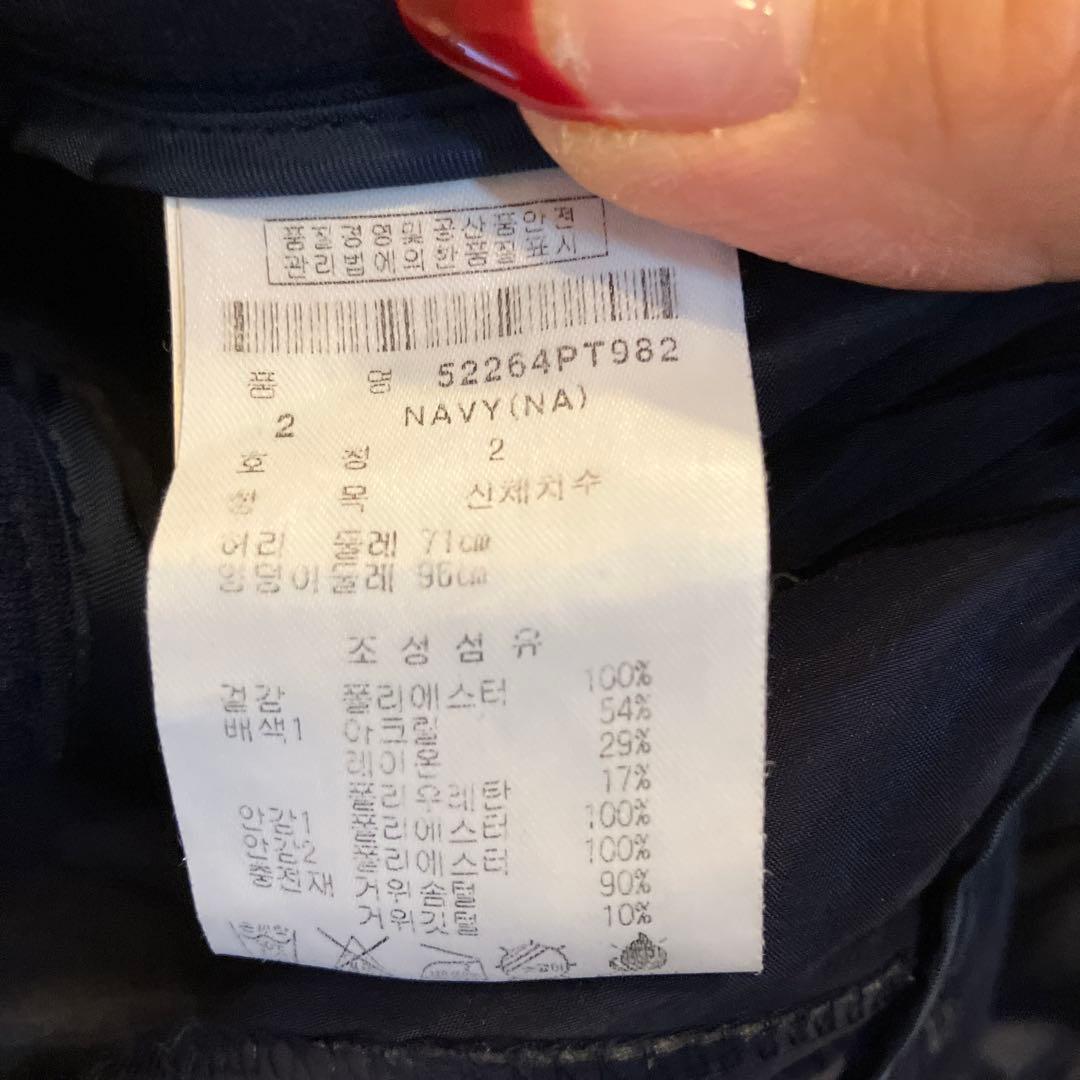 품질경영및공산품안전
관리법에의한품질표시
품 명 52264PT982
2 NAVY(NA)
호 칭 2
항 목 신체치수
허리 둘레 71cm
엉덩이둘레 96cm
조성섬유
겉감 폴리에스터 100%
배색1 아크릴 54%
레이온 29%
폴리우레탄 17%
안감1 폴리에스터 100%
안감2 폴리에스터 100%
충전재 거위솜털 90%
거위깃털 10%